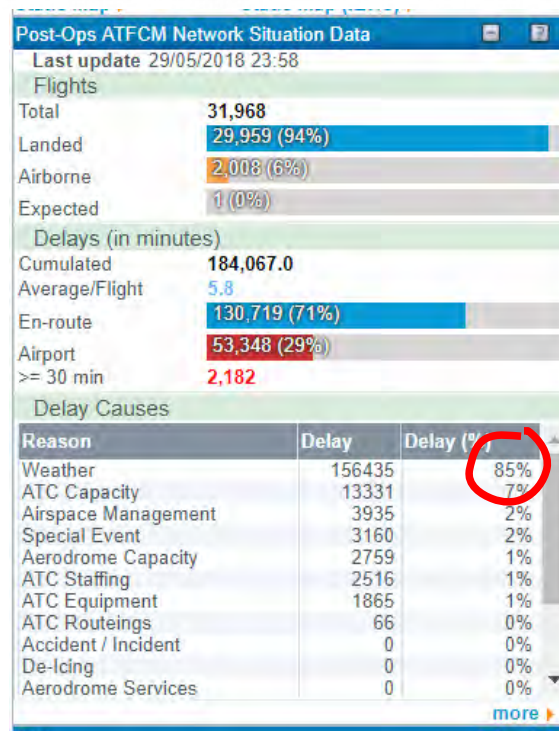 Post-Ops ATFCM Network Situation Data
Last update 29/05/2018 23:58
Flights
Total 31,968
Landed 29,959 (94%)
Airborne 2,008 (6%)
Expected 1 (0%)
Delays (in minutes)
Cumulated 184,067.0
Average/Flight 5.8
En-route 130,719 (71%)
Airport 53,348 (29%)
>= 30 min 2,182
Delay Causes
Reason Delay Delay (%)
Weather 156435 85%
ATC Capacity 13331 7%
Airspace Management 3935 2%
Special Event 3160 2%
Aerodrome Capacity 2759 1%
ATC Staffing 2516 1%
ATC Equipment 1865 1%
ATC Routeings 66 0%
Accident / Incident 0 0%
De-Icing 0 0%
Aerodrome Services 0 0%
more